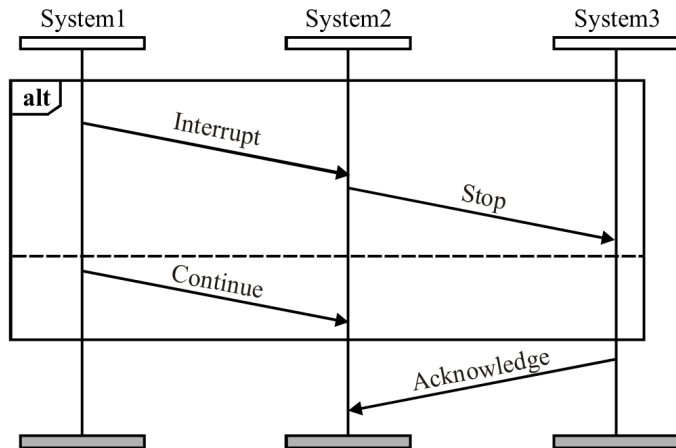 System1
System2
System3
alt
Interrupt
Stop
Continue
Acknowledge